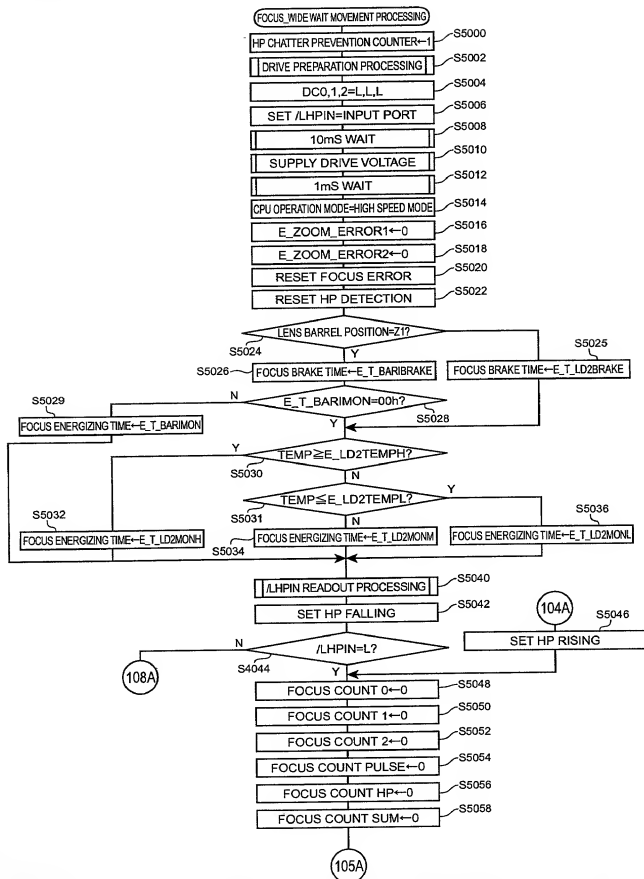 FOCUS_WIDE WAIT MOVEMENT PROCESSING
HP CHATTER PREVENTION COUNTER←1
S5000
DRIVE PREPARATION PROCESSING
S5002
DC0,1,2=L,L,L
S5004
SET /LHPIN=INPUT PORT
S5006
10mS WAIT
S5008
SUPPLY DRIVE VOLTAGE
S5010
1mS WAIT
S5012
CPU OPERATION MODE=HIGH SPEED MODE
S5014
E_ZOOM_ERROR1←0
S5016
E_ZOOM_ERROR2←0
S5018
RESET FOCUS ERROR
S5020
RESET HP DETECTION
S5022
LENS BARREL POSITION=Z1?
S5024
Y
S5025
S5026
FOCUS BRAKE TIME←E_T_BARIBRAKE
FOCUS BRAKE TIME←E_T_LD2BRAKE
S5029
N
E_T_BARIMON=00h?
S5028
FOCUS ENERGIZING TIME←E_T_BARIMON
Y
Y
TEMP≧E_LD2TEMPH?
S5030
N
TEMP≦E_LD2TEMPL?
Y
S5031
S5032
N
S5036
FOCUS ENERGIZING TIME←E_T_LD2MONH
S5034
FOCUS ENERGIZING TIME←E_T_LD2MONM
FOCUS ENERGIZING TIME←E_T_LD2MONL
/LHPIN READOUT PROCESSING
S5040
SET HP FALLING
S5042
104A
S5046
SET HP RISING
N
/LHPIN=L?
S4044
108A
Y
FOCUS COUNT 0←0
S5048
FOCUS COUNT 1←0
S5050
FOCUS COUNT 2←0
S5052
FOCUS COUNT PULSE←0
S5054
FOCUS COUNT HP←0
S5056
FOCUS COUNT SUM←0
S5058
105A